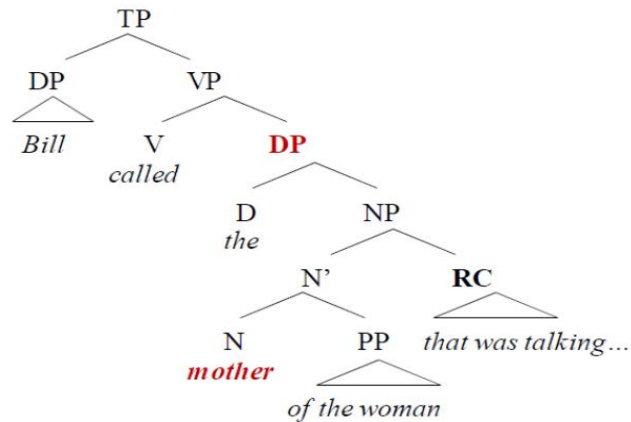 TP
DP VP
Bill V DP
called
D NP
the
N’ RC
N PP that was talking…
mother
of the woman